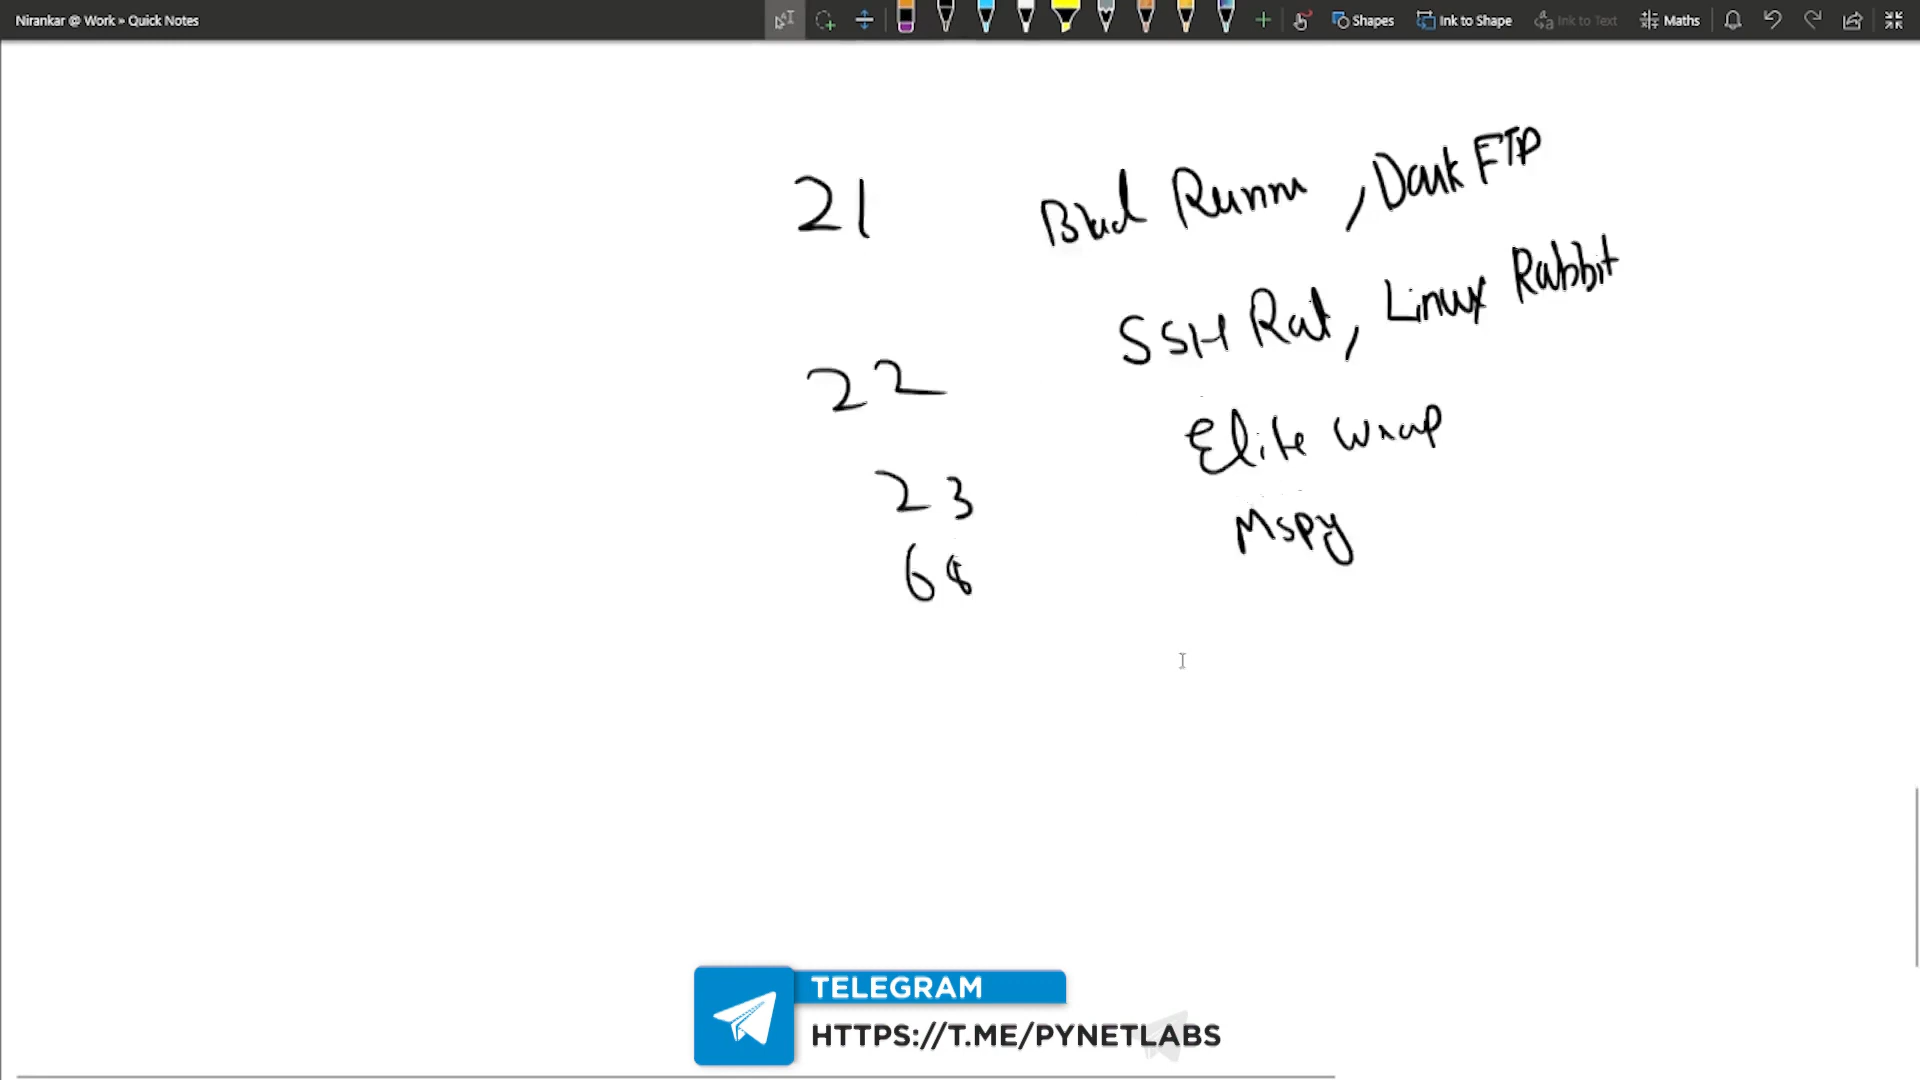 Nirankar @ Work » Quick Notes
Shapes Ink to Shape Ink to Text Maths
21 Blad Runnr , Dark FTP
22 SSH Rat, Linux Rabbit
23 Elite wrap
68 Mspy
TELEGRAM
HTTPS://T.ME/PYNETLABS